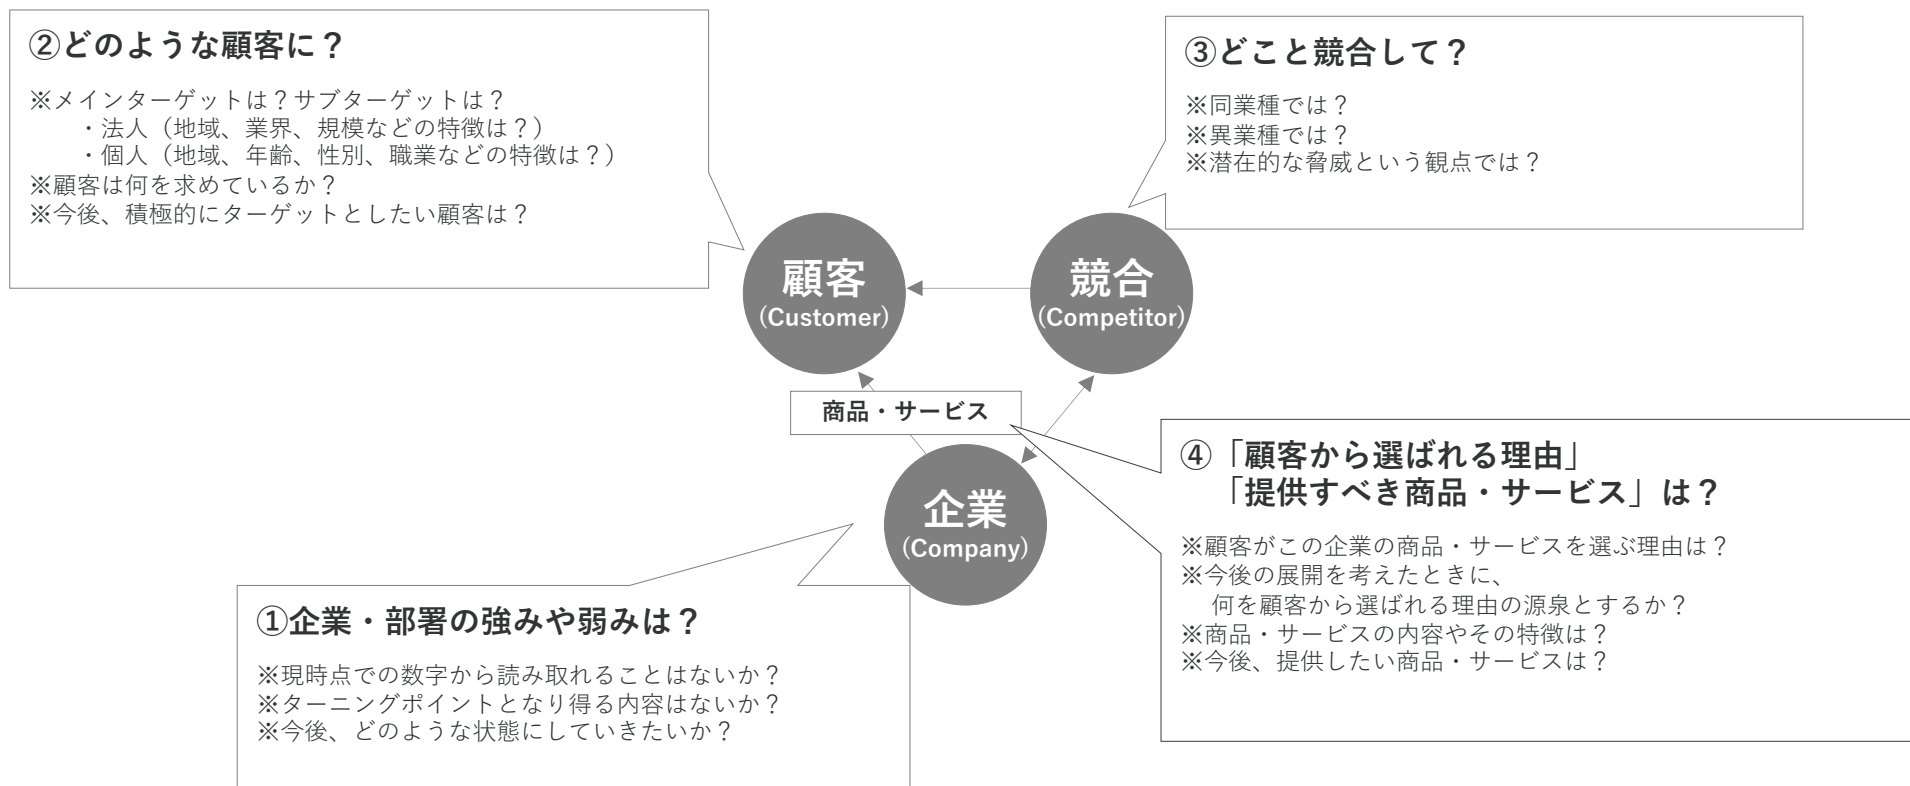 ②どのような顧客に？
※メインターゲットは？サブターゲットは？
・法人（地域、業界、規模などの特徴は？）
・個人（地域、年齢、性別、職業などの特徴は？）
※顧客は何を求めているか？
※今後、積極的にターゲットとしたい顧客は？
③どこと競合して？
※同業種では？
※異業種では？
※潜在的な脅威という観点では？
顧客
(Customer)
競合
(Competitor)
商品・サービス
企業
(Company)
④「顧客から選ばれる理由」
「提供すべき商品・サービス」は？
※顧客がこの企業の商品・サービスを選ぶ理由は？
※今後の展開を考えたときに、
何を顧客から選ばれる理由の源泉とするか？
※商品・サービスの内容やその特徴は？
※今後、提供したい商品・サービスは？
①企業・部署の強みや弱みは？
※現時点での数字から読み取れることはないか？
※ターニングポイントとなり得る内容はないか？
※今後、どのような状態にしていきたいか？